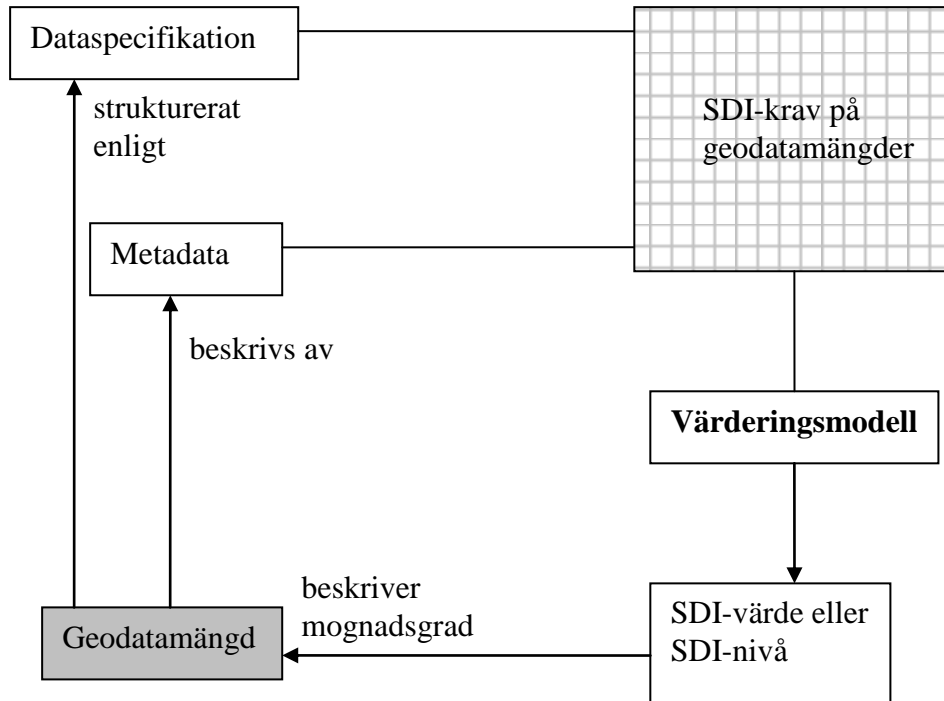 Dataspecifikation
strukturerat
enligt
SDI-krav på
geodatamängder
Metadata
beskrivs av
Värderingsmodell
beskriver
mognadsgrad
Geodatamängd
SDI-värde eller
SDI-nivå